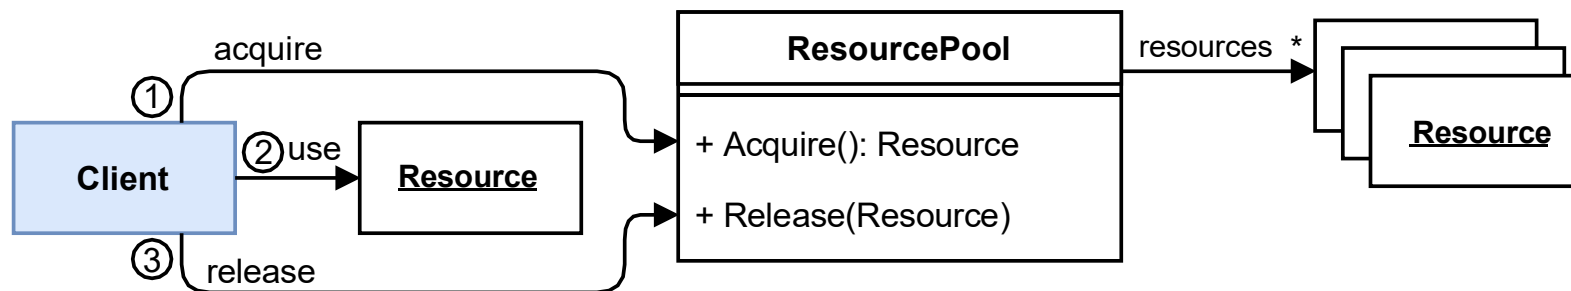 acquire
1
Client
2 use
Resource
3
release
ResourcePool
+ Acquire(): Resource
+ Release(Resource)
resources *
Resource